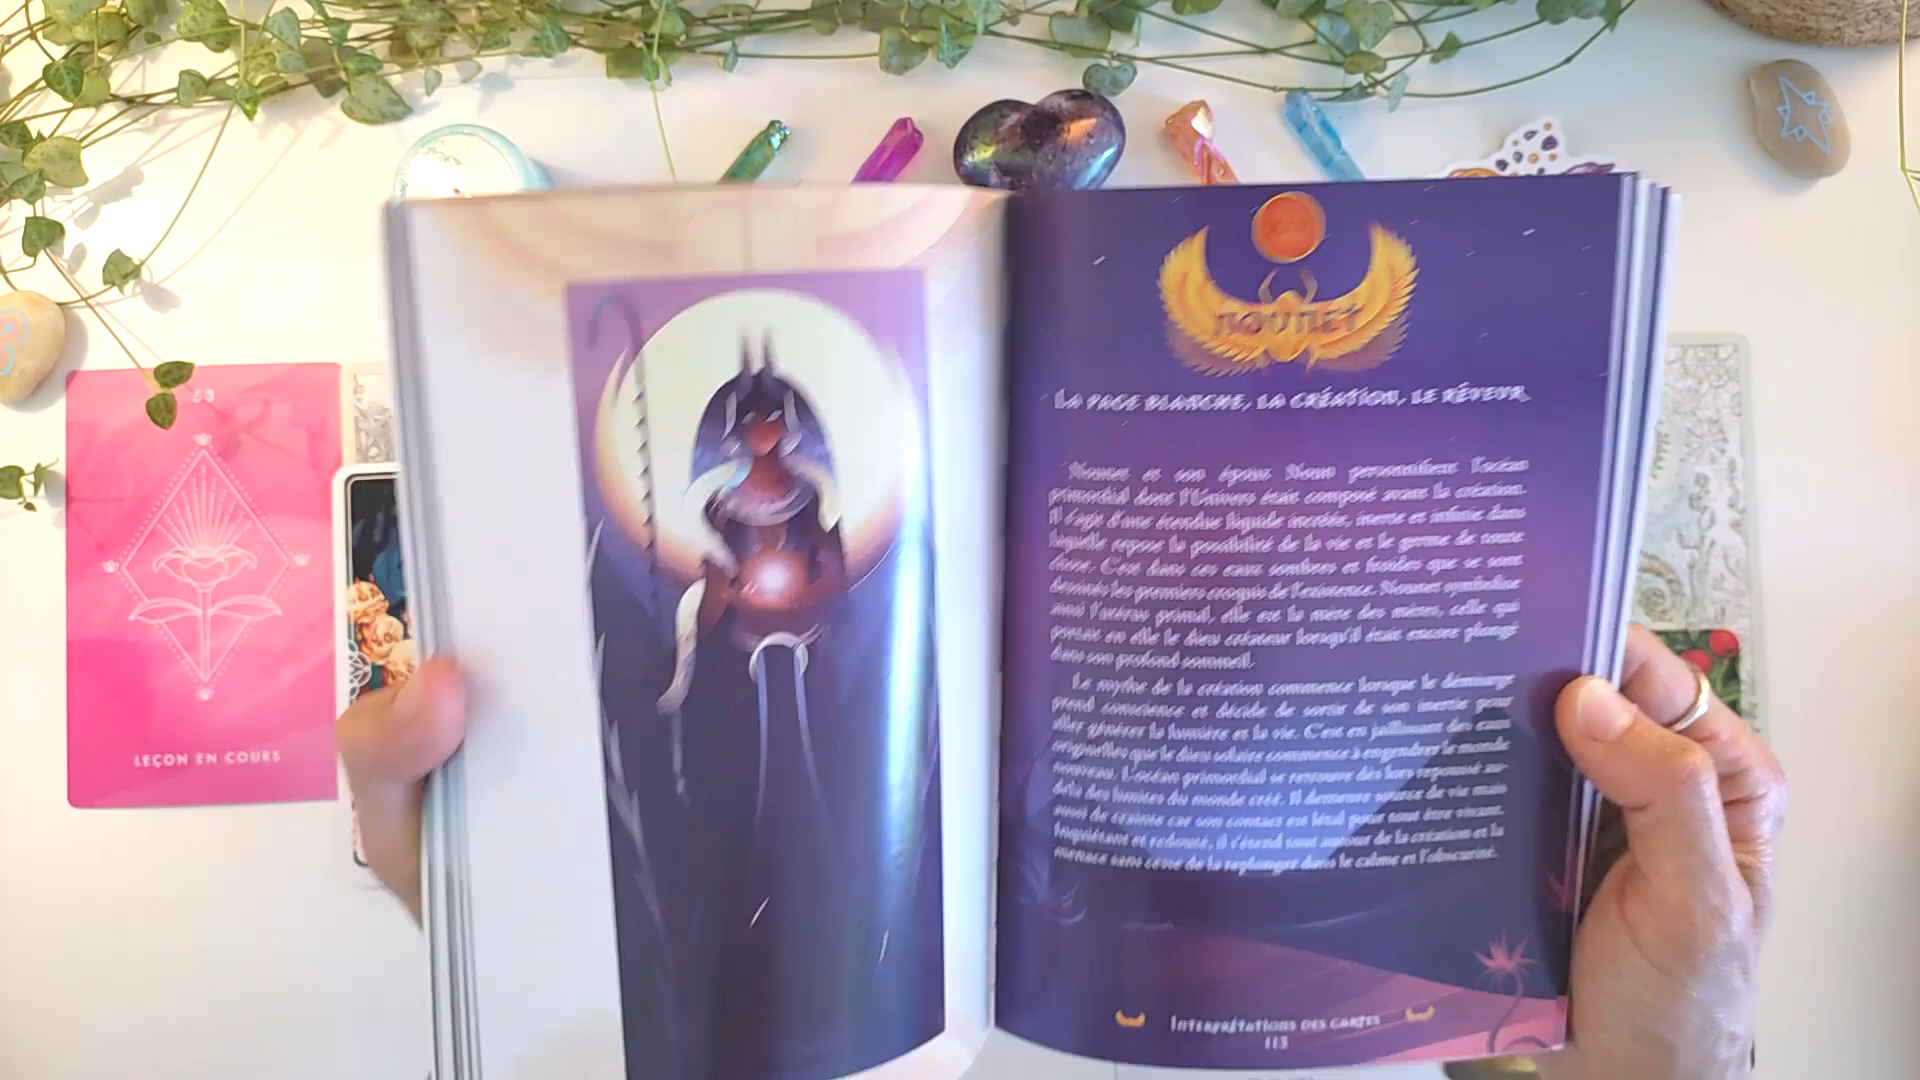 53
LEÇON EN COURS
NOUNET
LA PAGE BLANCHE, LA CRÉATION, LE RÊVEUR.
Nounet et son époux Noun personnifient l'océan
primordial dont l'Univers était composé avant la création.
Il s'agit d'une étendue liquide incréée, inerte et infinie dans
laquelle repose la possibilité de la vie et le germe de toute
chose. C'est dans ces eaux sombres et froides que se sont
dessinés les premiers croquis de l'existence. Nounet symbolise
ainsi l'utérus primal, elle est la mère des mères, celle qui
portait en elle le dieu créateur lorsqu'il était encore plongé
dans son profond sommeil.
Le mythe de la création commence lorsque le démiurge
prend conscience et décide de sortir de son inertie pour
aller générer la lumière et la vie. C'est en jaillissant des eaux
originelles que le dieu solaire commence à engendrer le monde
nouveau. L'océan primordial se retrouve dès lors repoussé au-
delà des limites du monde créé. Il demeure source de vie mais
aussi de crainte car son contact est létal pour tout être vivant.
Inquiétant et redouté, il s'étend tout autour de la création et la
menace sans cesse de la replonger dans le calme et l'obscurité.
INTERPRÉTATIONS DES CARTES
113